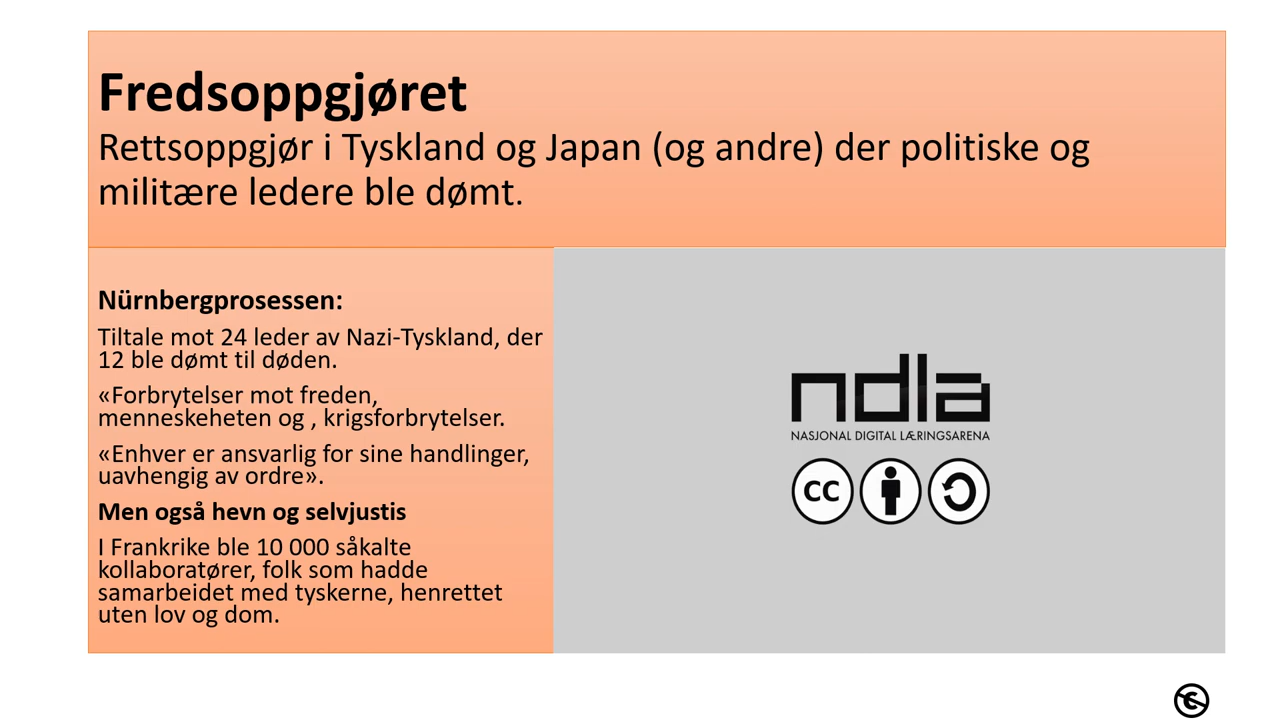 Fredsoppgjøret
Rettsoppgjør i Tyskland og Japan (og andre) der politiske og
militære ledere ble dømt.
Nürnbergprosessen:
Tiltale mot 24 leder av Nazi-Tyskland, der
12 ble dømt til døden.
«Forbrytelser mot freden,
menneskeheten og , krigsforbrytelser.
«Enhver er ansvarlig for sine handlinger,
uavhengig av ordre».
Men også hevn og selvjustis
I Frankrike ble 10 000 såkalte
kollaboratører, folk som hadde
samarbeidet med tyskerne, henrettet
uten lov og dom.
ndla
NASJONAL DIGITAL LÆRINGSARENA
CC